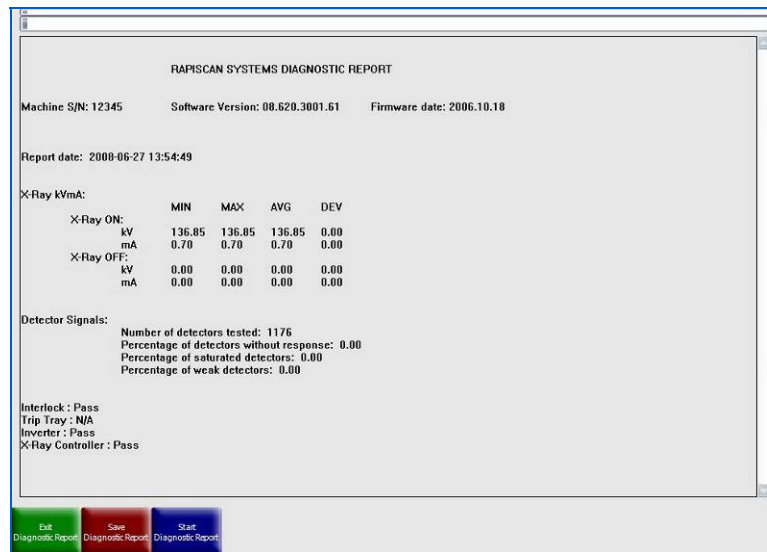 RAPISCAN SYSTEMS DIAGNOSTIC REPORT
Machine S/N: 12345 Software Version: 08.620.3001.61 Firmware date: 2006.10.18
Report date: 2008-06-27 13:54:49
X-Ray kVmA:
MIN MAX AVG DEV
X-Ray ON:
kV 136.85 136.85 136.85 0.00
mA 0.70 0.70 0.70 0.00
X-Ray OFF:
kV 0.00 0.00 0.00 0.00
mA 0.00 0.00 0.00 0.00
Detector Signals:
Number of detectors tested: 1176
Percentage of detectors without response: 0.00
Percentage of saturated detectors: 0.00
Percentage of weak detectors: 0.00
Interlock : Pass
Trip Tray : N/A
Inverter : Pass
X-Ray Controller : Pass
Exit Save Start
Diagnostic Report Diagnostic Report Diagnostic Report